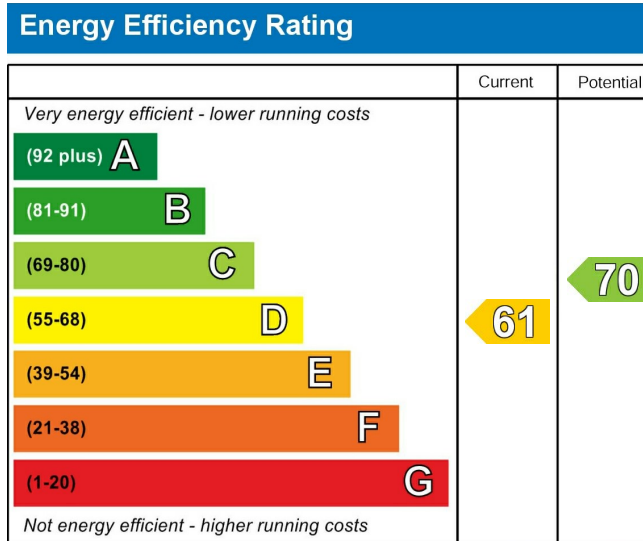 Energy Efficiency Rating
Current Potential
Very energy efficient - lower running costs
(92 plus) A
(81-91) B
(69-80) C
70
(55-68) D
61
(39-54) E
(21-38) F
(1-20) G
Not energy efficient - higher running costs